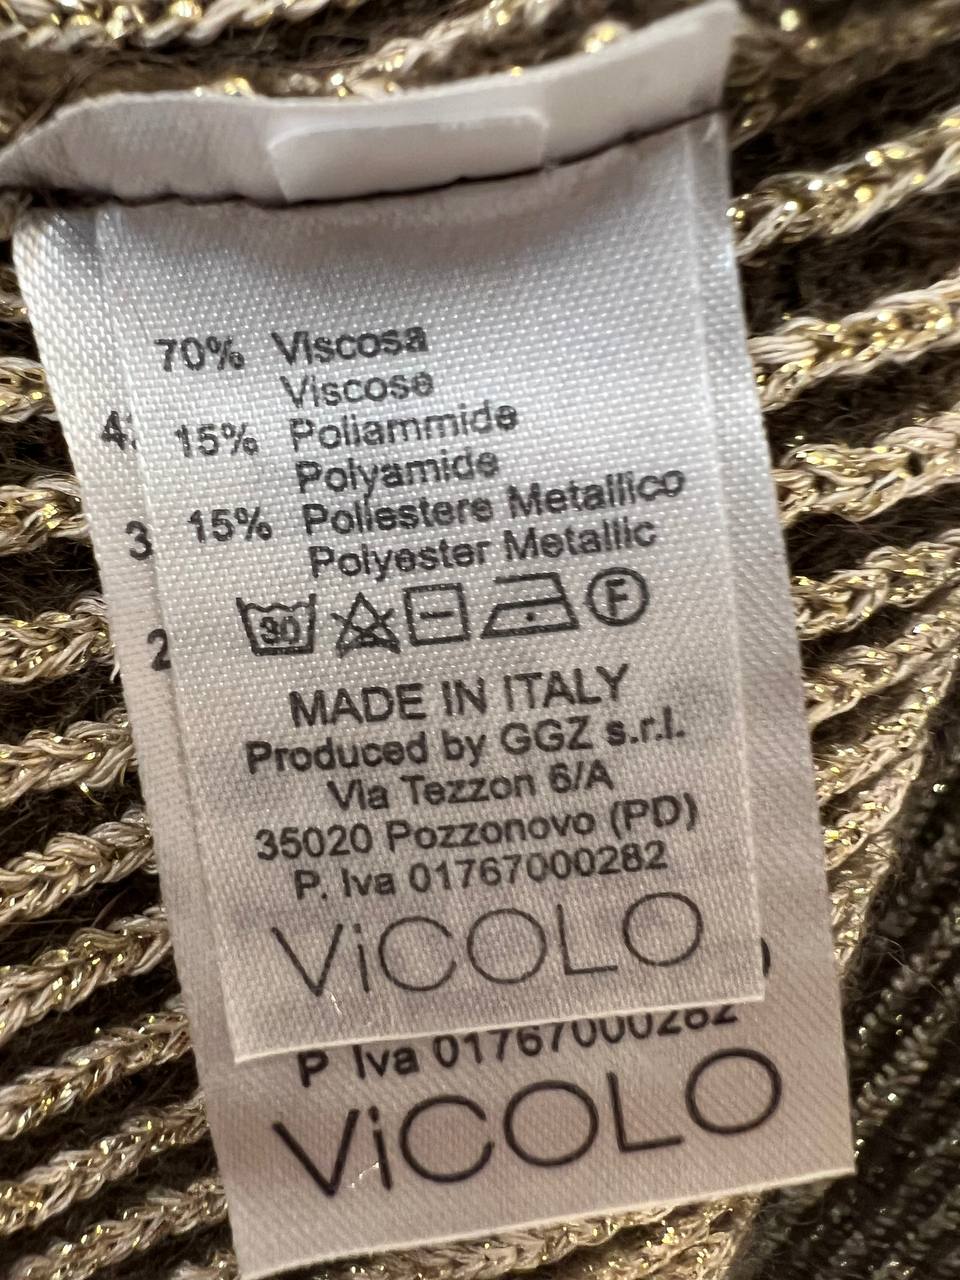 70% Viscosa
Viscose
15% Poliammide
Polyamide
15% Poliestere Metallico
Polyester Metallic
30 F
MADE IN ITALY
Produced by GGZ s.r.l.
Via Tezzon 6/A
35020 Pozzonovo (PD)
P. Iva 01767000282
ViCOLO
P Iva 01767000282
ViCOLO